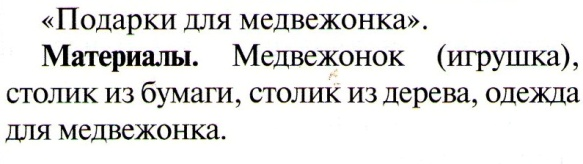 «Подарки для медвежонка».
Материалы. Медвежонок (игрушка),
столик из бумаги, столик из дерева, одежда
для медвежонка.